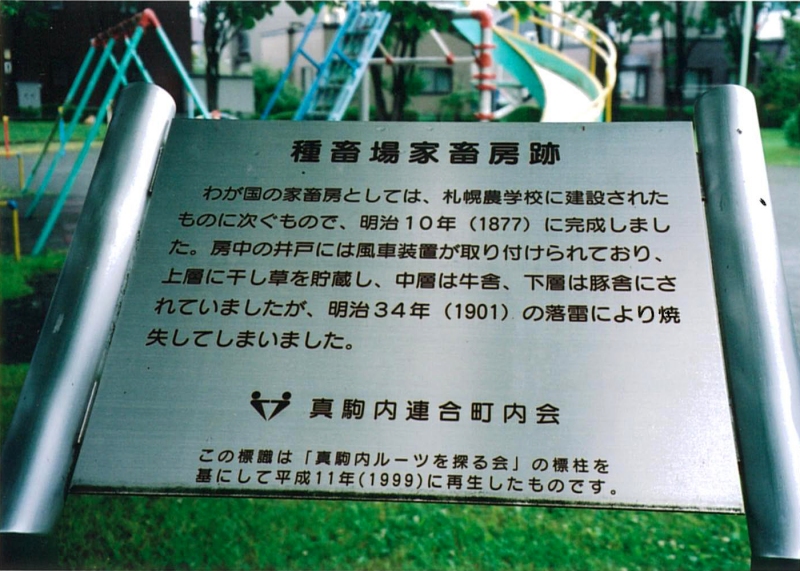 種畜場家畜房跡
わが国の家畜房としては、札幌農学校に建設された
ものに次ぐもので、明治10年（1877）に完成しまし
た。房中の井戸には風車装置が取り付けられており、
上層に干し草を貯蔵し、中層は牛舎、下層は豚舎にさ
れていましたが、明治34年（1901）の落雷により焼
失してしまいました。
真駒内連合町内会
この標識は「真駒内ルーツを探る会」の標柱を
基にして平成11年(1999)に再生したものです。